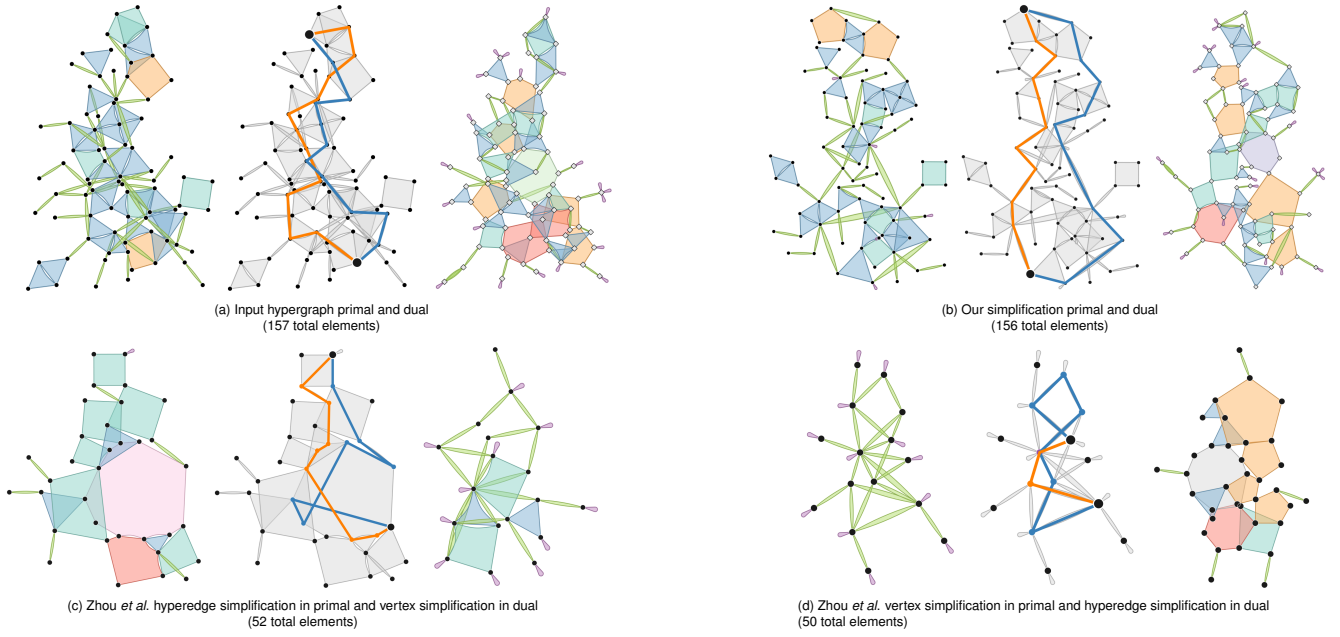 (a) Input hypergraph primal and dual
(157 total elements)
(b) Our simplification primal and dual
(156 total elements)
(c) Zhou et al. hyperedge simplification in primal and vertex simplification in dual
(52 total elements)
(d) Zhou et al. vertex simplification in primal and hyperedge simplification in dual
(50 total elements)